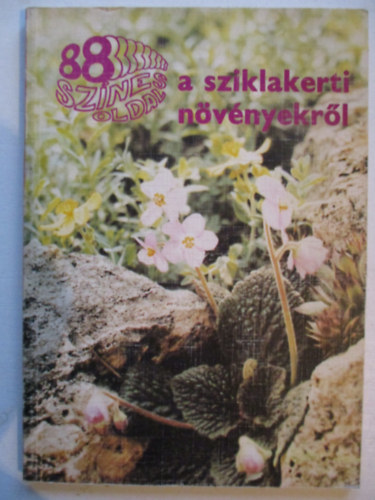 88
SZÍNES
OLDAL
a sziklakerti
növényekről